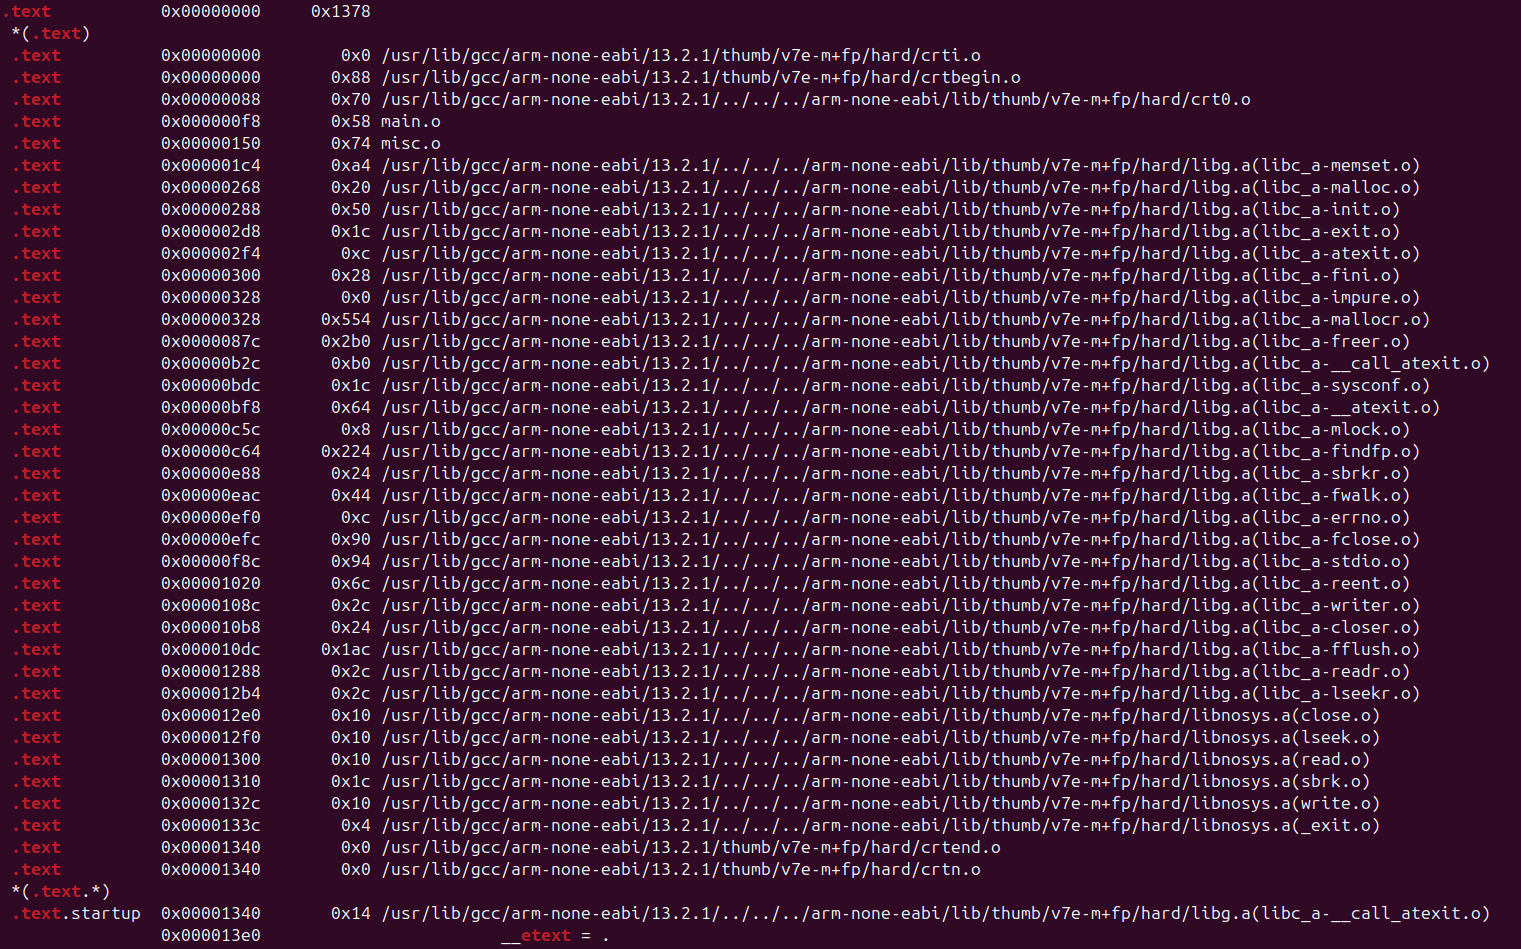 .text 0x00000000 0x1378
*(.text)
.text 0x00000000 0x0 /usr/lib/gcc/arm-none-eabi/13.2.1/thumb/v7e-m+fp/hard/crti.o
.text 0x00000000 0x88 /usr/lib/gcc/arm-none-eabi/13.2.1/thumb/v7e-m+fp/hard/crtbegin.o
.text 0x00000088 0x70 /usr/lib/gcc/arm-none-eabi/13.2.1/../../../arm-none-eabi/lib/thumb/v7e-m+fp/hard/crt0.o
.text 0x000000f8 0x58 main.o
.text 0x00000150 0x74 misc.o
.text 0x000001c4 0xa4 /usr/lib/gcc/arm-none-eabi/13.2.1/../../../arm-none-eabi/lib/thumb/v7e-m+fp/hard/libg.a(libc_a-memset.o)
.text 0x00000268 0x20 /usr/lib/gcc/arm-none-eabi/13.2.1/../../../arm-none-eabi/lib/thumb/v7e-m+fp/hard/libg.a(libc_a-malloc.o)
.text 0x00000288 0x50 /usr/lib/gcc/arm-none-eabi/13.2.1/../../../arm-none-eabi/lib/thumb/v7e-m+fp/hard/libg.a(libc_a-init.o)
.text 0x000002d8 0x1c /usr/lib/gcc/arm-none-eabi/13.2.1/../../../arm-none-eabi/lib/thumb/v7e-m+fp/hard/libg.a(libc_a-exit.o)
.text 0x000002f4 0xc /usr/lib/gcc/arm-none-eabi/13.2.1/../../../arm-none-eabi/lib/thumb/v7e-m+fp/hard/libg.a(libc_a-atexit.o)
.text 0x00000300 0x28 /usr/lib/gcc/arm-none-eabi/13.2.1/../../../arm-none-eabi/lib/thumb/v7e-m+fp/hard/libg.a(libc_a-fini.o)
.text 0x00000328 0x0 /usr/lib/gcc/arm-none-eabi/13.2.1/../../../arm-none-eabi/lib/thumb/v7e-m+fp/hard/libg.a(libc_a-impure.o)
.text 0x00000328 0x554 /usr/lib/gcc/arm-none-eabi/13.2.1/../../../arm-none-eabi/lib/thumb/v7e-m+fp/hard/libg.a(libc_a-mallocr.o)
.text 0x0000087c 0x2b0 /usr/lib/gcc/arm-none-eabi/13.2.1/../../../arm-none-eabi/lib/thumb/v7e-m+fp/hard/libg.a(libc_a-freer.o)
.text 0x00000b2c 0xb0 /usr/lib/gcc/arm-none-eabi/13.2.1/../../../arm-none-eabi/lib/thumb/v7e-m+fp/hard/libg.a(libc_a-__call_atexit.o)
.text 0x00000bdc 0x1c /usr/lib/gcc/arm-none-eabi/13.2.1/../../../arm-none-eabi/lib/thumb/v7e-m+fp/hard/libg.a(libc_a-sysconf.o)
.text 0x00000bf8 0x64 /usr/lib/gcc/arm-none-eabi/13.2.1/../../../arm-none-eabi/lib/thumb/v7e-m+fp/hard/libg.a(libc_a-__atexit.o)
.text 0x00000c5c 0x8 /usr/lib/gcc/arm-none-eabi/13.2.1/../../../arm-none-eabi/lib/thumb/v7e-m+fp/hard/libg.a(libc_a-mlock.o)
.text 0x00000c64 0x224 /usr/lib/gcc/arm-none-eabi/13.2.1/../../../arm-none-eabi/lib/thumb/v7e-m+fp/hard/libg.a(libc_a-findfp.o)
.text 0x00000e88 0x24 /usr/lib/gcc/arm-none-eabi/13.2.1/../../../arm-none-eabi/lib/thumb/v7e-m+fp/hard/libg.a(libc_a-sbrkr.o)
.text 0x00000eac 0x44 /usr/lib/gcc/arm-none-eabi/13.2.1/../../../arm-none-eabi/lib/thumb/v7e-m+fp/hard/libg.a(libc_a-fwalk.o)
.text 0x00000ef0 0xc /usr/lib/gcc/arm-none-eabi/13.2.1/../../../arm-none-eabi/lib/thumb/v7e-m+fp/hard/libg.a(libc_a-errno.o)
.text 0x00000efc 0x90 /usr/lib/gcc/arm-none-eabi/13.2.1/../../../arm-none-eabi/lib/thumb/v7e-m+fp/hard/libg.a(libc_a-fclose.o)
.text 0x00000f8c 0x94 /usr/lib/gcc/arm-none-eabi/13.2.1/../../../arm-none-eabi/lib/thumb/v7e-m+fp/hard/libg.a(libc_a-stdio.o)
.text 0x00001020 0x6c /usr/lib/gcc/arm-none-eabi/13.2.1/../../../arm-none-eabi/lib/thumb/v7e-m+fp/hard/libg.a(libc_a-reent.o)
.text 0x0000108c 0x2c /usr/lib/gcc/arm-none-eabi/13.2.1/../../../arm-none-eabi/lib/thumb/v7e-m+fp/hard/libg.a(libc_a-writer.o)
.text 0x000010b8 0x24 /usr/lib/gcc/arm-none-eabi/13.2.1/../../../arm-none-eabi/lib/thumb/v7e-m+fp/hard/libg.a(libc_a-closer.o)
.text 0x000010dc 0x1ac /usr/lib/gcc/arm-none-eabi/13.2.1/../../../arm-none-eabi/lib/thumb/v7e-m+fp/hard/libg.a(libc_a-fflush.o)
.text 0x00001288 0x2c /usr/lib/gcc/arm-none-eabi/13.2.1/../../../arm-none-eabi/lib/thumb/v7e-m+fp/hard/libg.a(libc_a-readr.o)
.text 0x000012b4 0x2c /usr/lib/gcc/arm-none-eabi/13.2.1/../../../arm-none-eabi/lib/thumb/v7e-m+fp/hard/libg.a(libc_a-lseekr.o)
.text 0x000012e0 0x10 /usr/lib/gcc/arm-none-eabi/13.2.1/../../../arm-none-eabi/lib/thumb/v7e-m+fp/hard/libnosys.a(close.o)
.text 0x000012f0 0x10 /usr/lib/gcc/arm-none-eabi/13.2.1/../../../arm-none-eabi/lib/thumb/v7e-m+fp/hard/libnosys.a(lseek.o)
.text 0x00001300 0x10 /usr/lib/gcc/arm-none-eabi/13.2.1/../../../arm-none-eabi/lib/thumb/v7e-m+fp/hard/libnosys.a(read.o)
.text 0x00001310 0x1c /usr/lib/gcc/arm-none-eabi/13.2.1/../../../arm-none-eabi/lib/thumb/v7e-m+fp/hard/libnosys.a(sbrk.o)
.text 0x0000132c 0x10 /usr/lib/gcc/arm-none-eabi/13.2.1/../../../arm-none-eabi/lib/thumb/v7e-m+fp/hard/libnosys.a(write.o)
.text 0x0000133c 0x4 /usr/lib/gcc/arm-none-eabi/13.2.1/../../../arm-none-eabi/lib/thumb/v7e-m+fp/hard/libnosys.a(_exit.o)
.text 0x00001340 0x0 /usr/lib/gcc/arm-none-eabi/13.2.1/thumb/v7e-m+fp/hard/crtend.o
.text 0x00001340 0x0 /usr/lib/gcc/arm-none-eabi/13.2.1/thumb/v7e-m+fp/hard/crtn.o
*(.text.*)
.text.startup 0x00001340 0x14 /usr/lib/gcc/arm-none-eabi/13.2.1/../../../arm-none-eabi/lib/thumb/v7e-m+fp/hard/libg.a(libc_a-__call_atexit.o)
0x000013e0 __etext = .